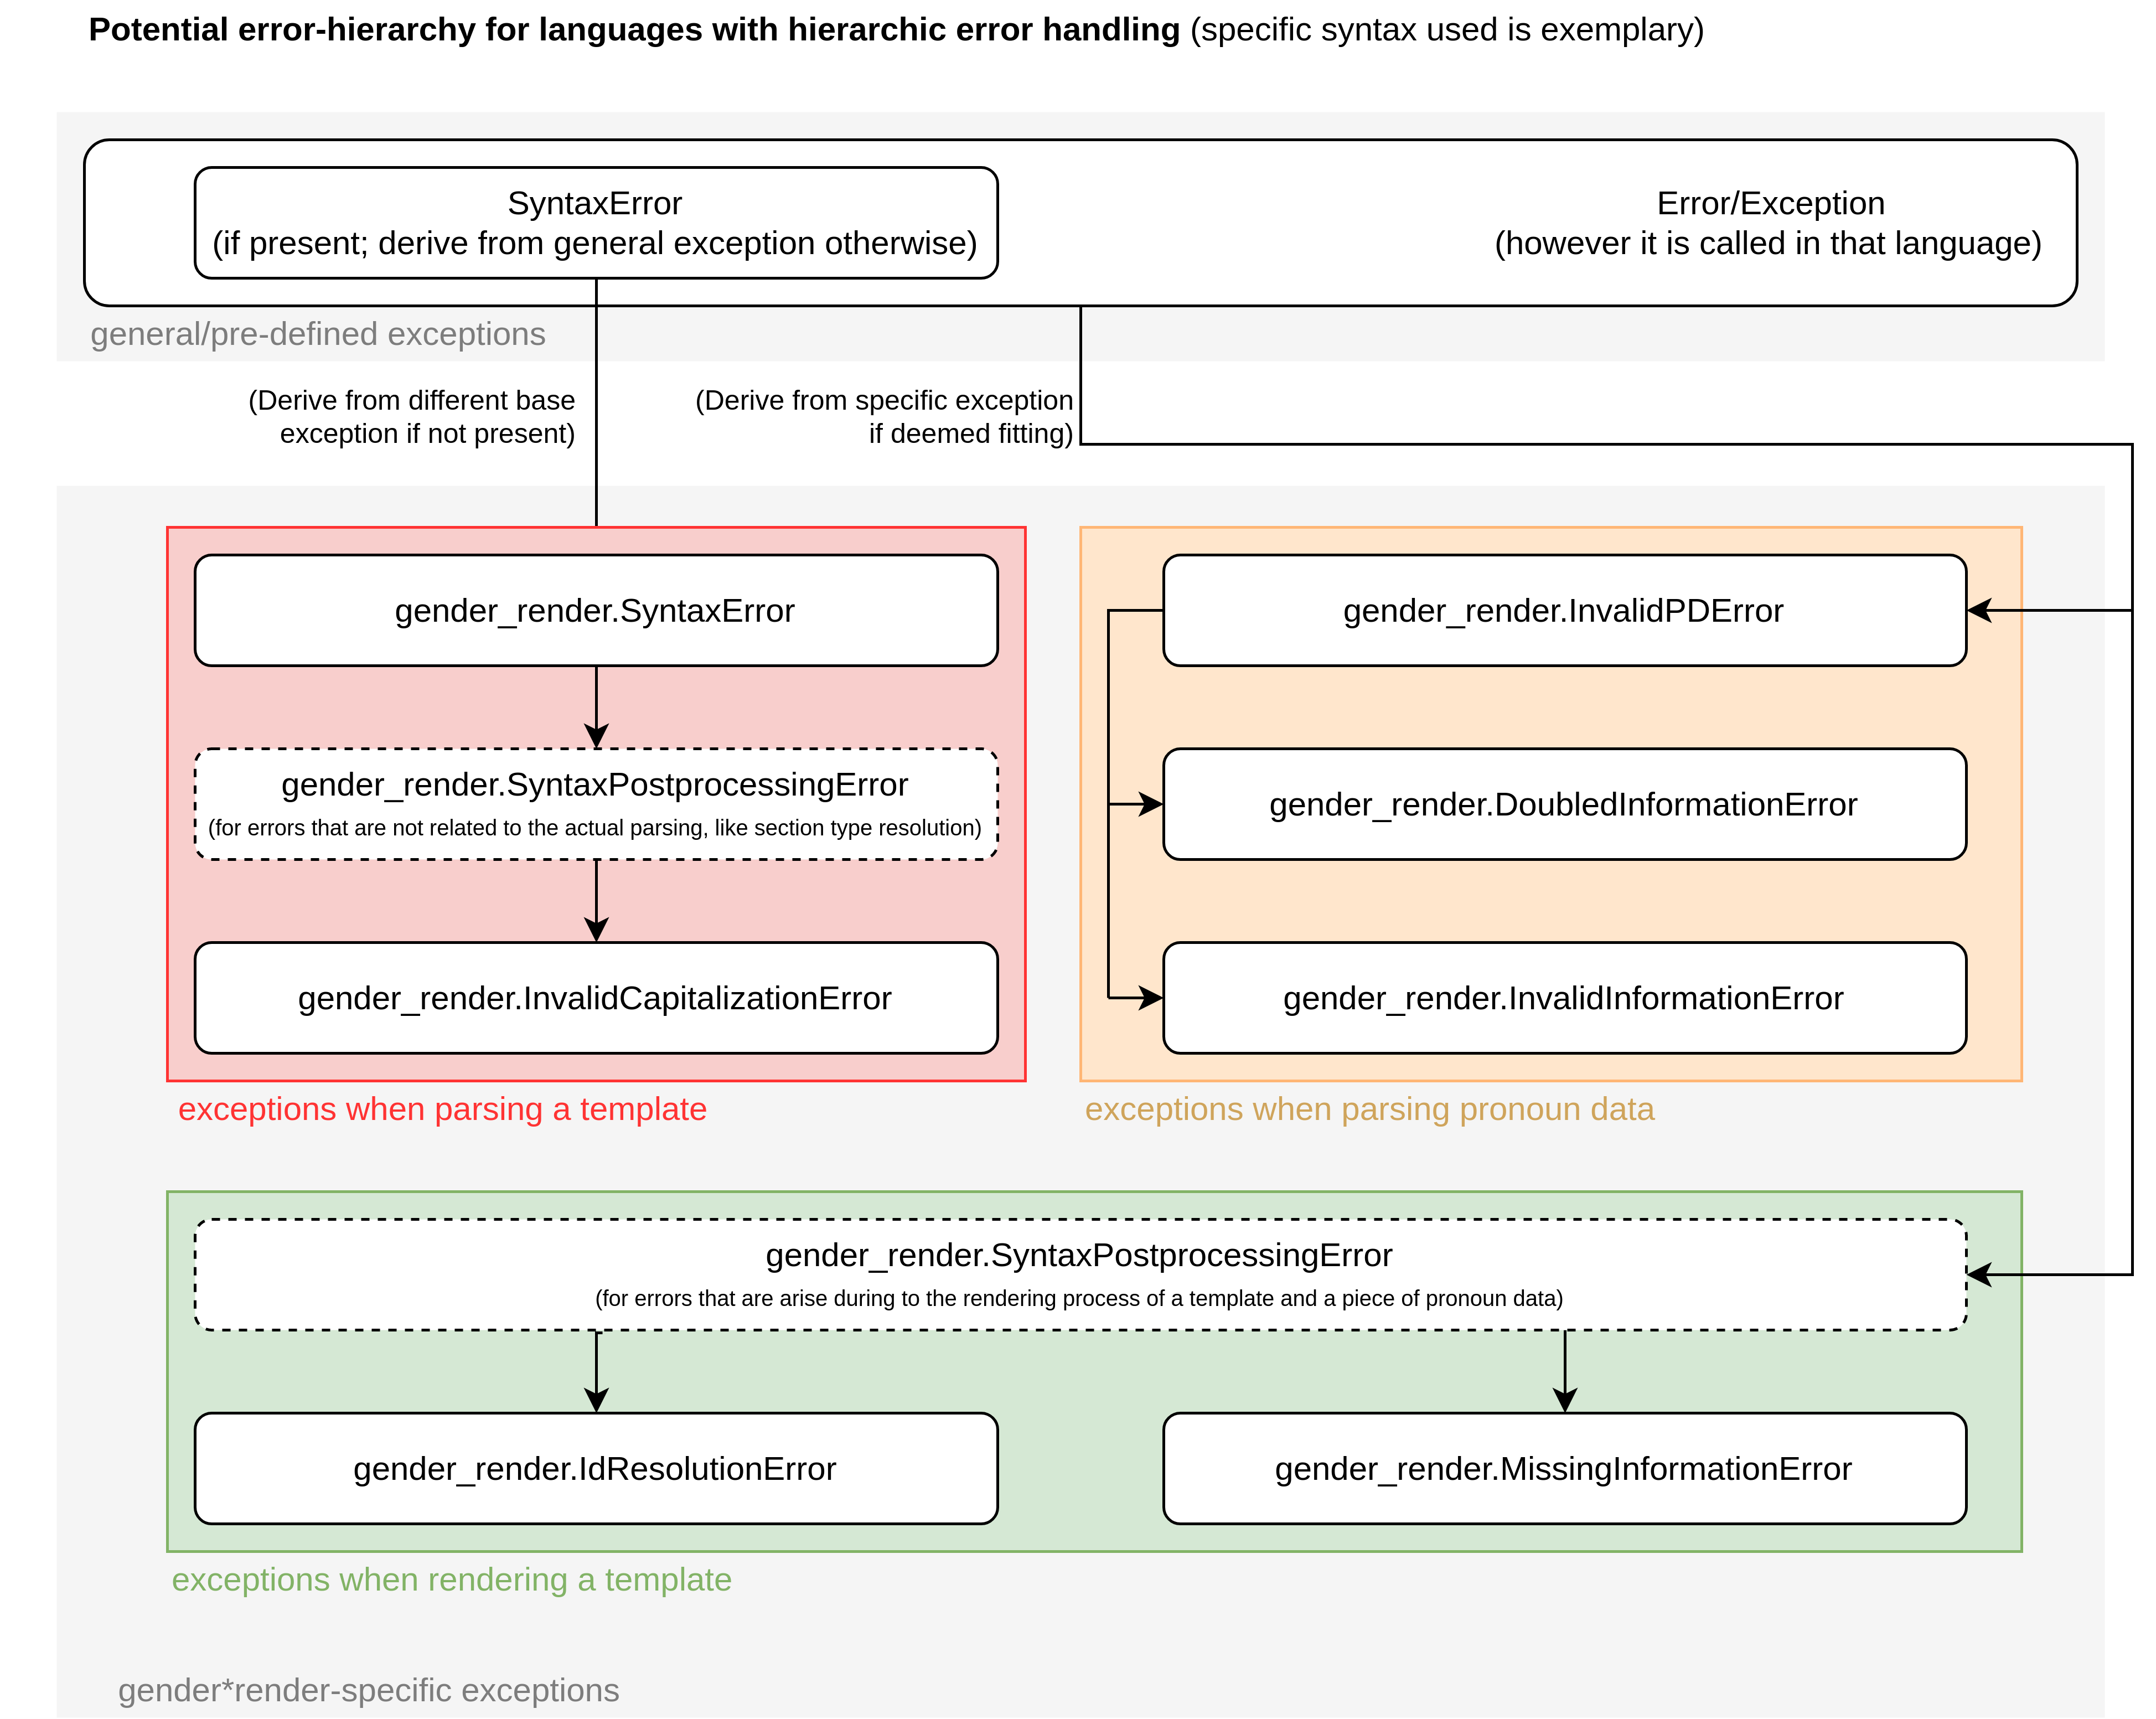 Potential error-hierarchy for languages with hierarchic error handling (specific syntax used is exemplary)
SyntaxError
(if present; derive from general exception otherwise)
Error/Exception
(however it is called in that language)
general/pre-defined exceptions
(Derive from different base
exception if not present)
(Derive from specific exception
if deemed fitting)
gender_render.SyntaxError
gender_render.SyntaxPostprocessingError
(for errors that are not related to the actual parsing, like section type resolution)
gender_render.InvalidCapitalizationError
exceptions when parsing a template
gender_render.InvalidPDError
gender_render.DoubledInformationError
gender_render.InvalidInformationError
exceptions when parsing pronoun data
gender_render.SyntaxPostprocessingError
(for errors that are arise during to the rendering process of a template and a piece of pronoun data)
gender_render.IdResolutionError
gender_render.MissingInformationError
exceptions when rendering a template
gender*render-specific exceptions